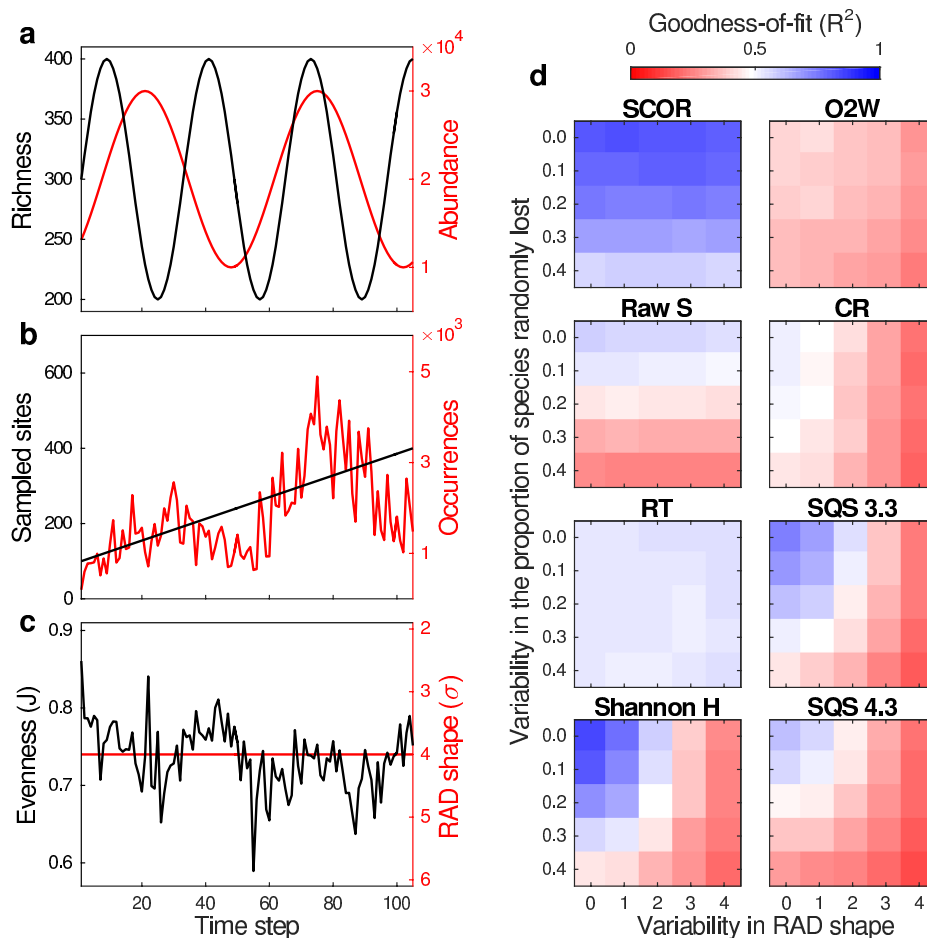 a
×10⁴
400
350
300
250
200
Richness
3
2
1
Abundance
b
×10³
600
400
200
0
Sampled sites
5
3
1
Occurrences
c
0.9
0.8
0.7
0.6
Evenness (J)
2
3
4
5
6
RAD shape (σ)
20 40 60 80 100
Time step
Goodness-of-fit (R²)
0 0.5 1
d
Variability in the proportion of species randomly lost
SCOR O2W
0.0
0.1
0.2
0.3
0.4
Raw S CR
0.0
0.1
0.2
0.3
0.4
RT SQS 3.3
0.0
0.1
0.2
0.3
0.4
Shannon H SQS 4.3
0.0
0.1
0.2
0.3
0.4
0 1 2 3 4 0 1 2 3 4
Variability in RAD shape